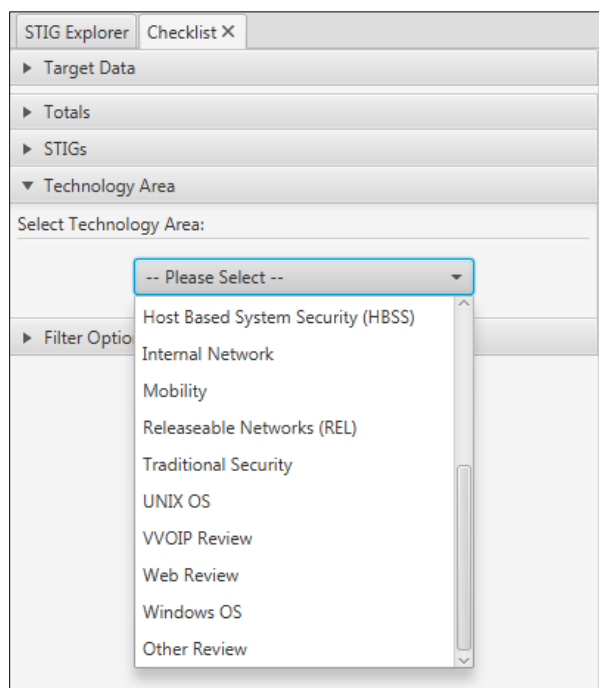 STIG Explorer Checklist ✕
Target Data
Totals
STIGs
Technology Area
Select Technology Area:
-- Please Select --
Host Based System Security (HBSS)
Filter Optio
Internal Network
Mobility
Releaseable Networks (REL)
Traditional Security
UNIX OS
VVOIP Review
Web Review
Windows OS
Other Review